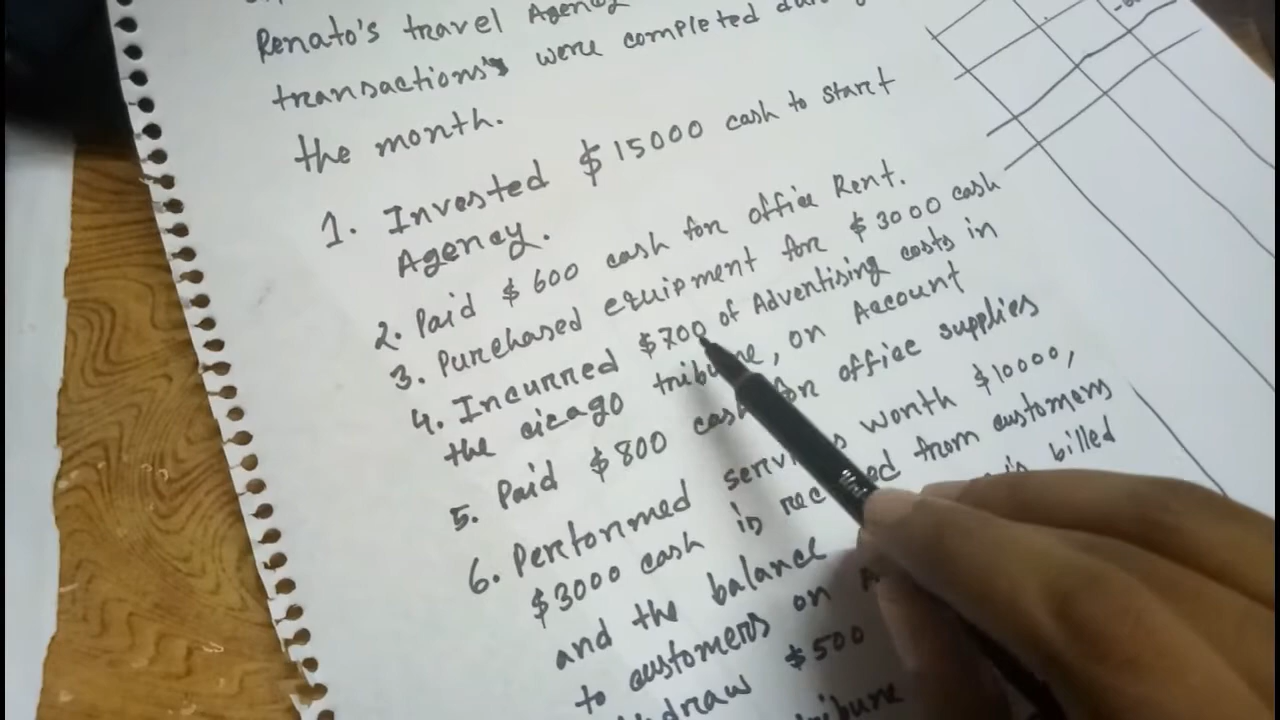 Renato's travel Agency
transactions were completed
the month.
1. Invested $15000 cash to start
Agency.
2. Paid $600 cash for office Rent.
3. Purchased equipment for $3000 cash
4. Incurred $700 of Advertising costs in
the cicago tribune, on Account
5. Paid $800 cash for office supplies
6. Performed services worth $10000,
$3000 cash is received from customers
and the balance is billed
to customers on
$500
tribune